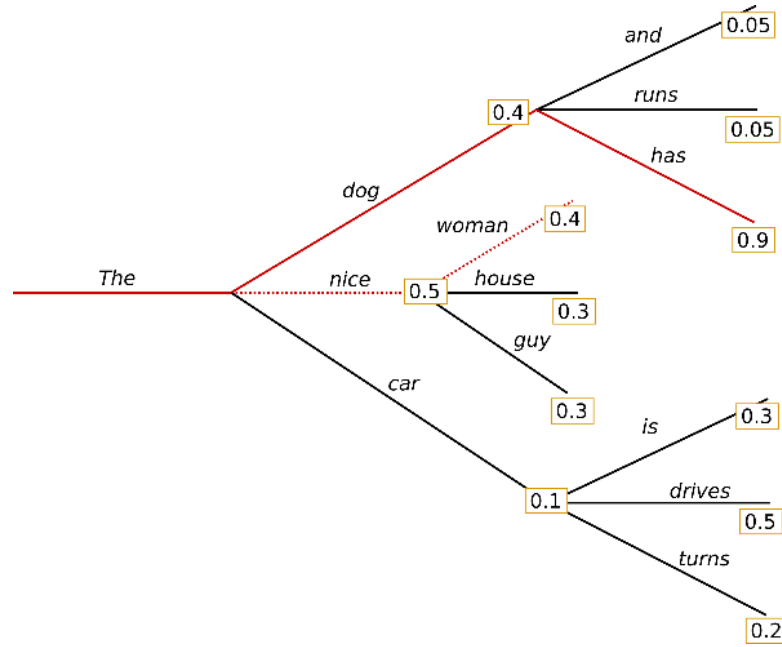 and
0.05
runs
0.05
0.4
has
0.9
dog
woman
0.4
The
nice
0.5
house
0.3
guy
0.3
car
is
0.3
0.1
drives
0.5
turns
0.2